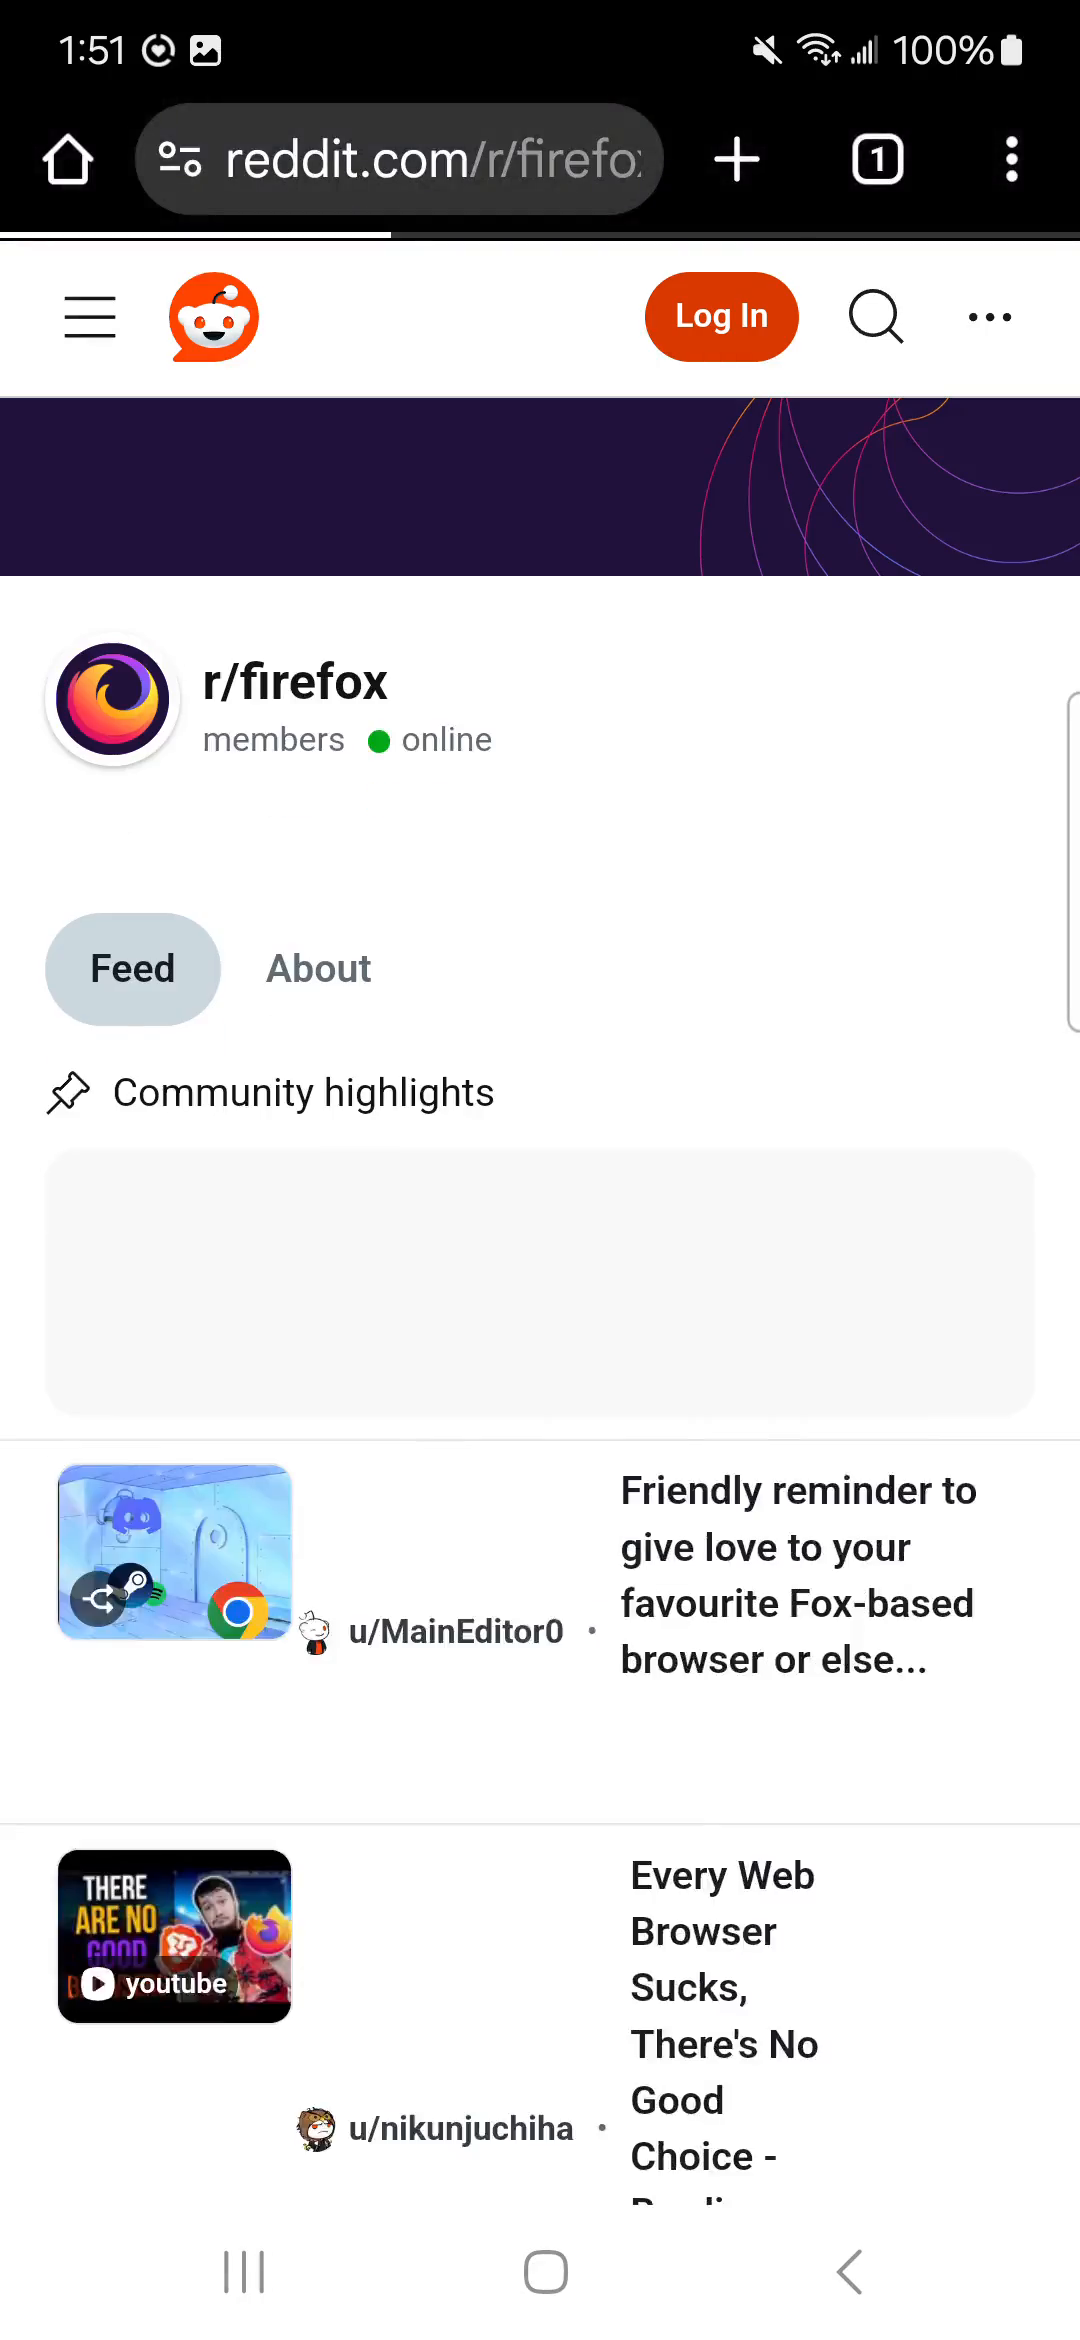 1:51
100%
reddit.com/r/firefo
1
Log In
r/firefox
members • online
Feed
About
Community highlights
Friendly reminder to
give love to your
favourite Fox-based
browser or else...
u/MainEditor0 •
THERE
ARE NO
GOOD
youtube
Every Web
Browser
Sucks,
There's No
Good
Choice -
u/nikunjuchiha •